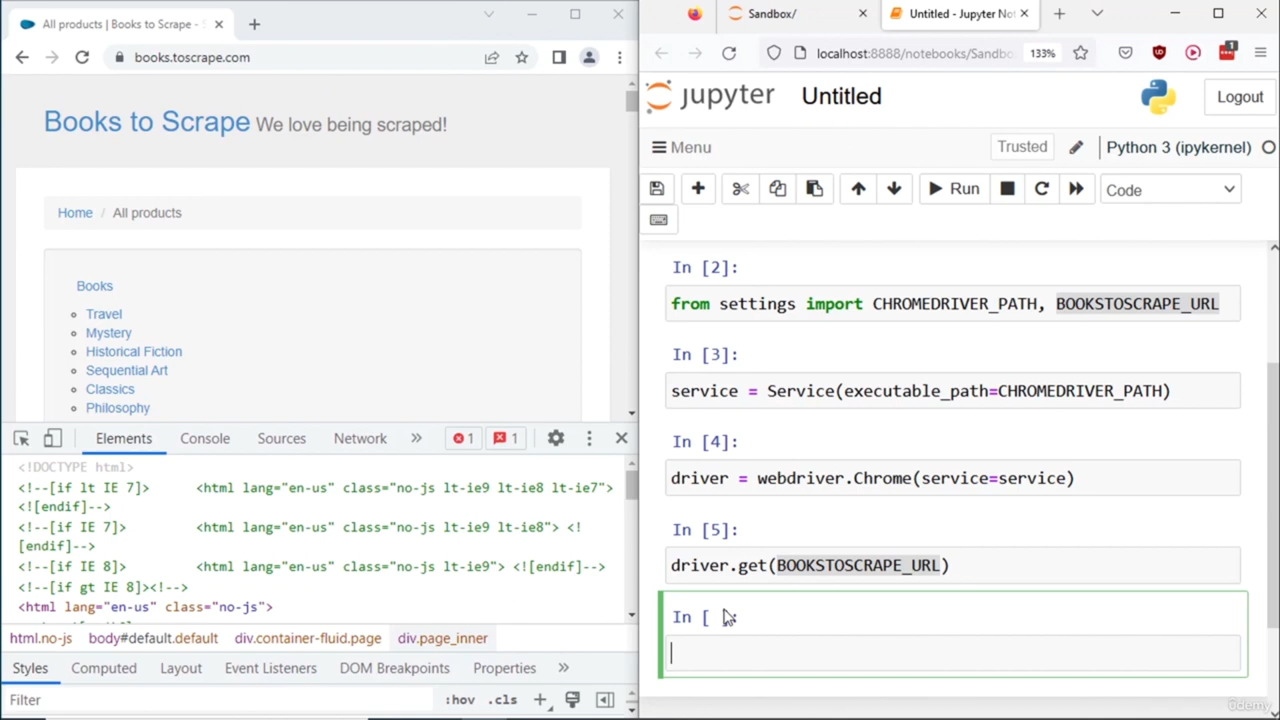 All products | Books to Scrape - S
books.toscrape.com
Books to Scrape We love being scraped!
Home / All products
Books
Travel
Mystery
Historical Fiction
Sequential Art
Classics
Philosophy
Elements Console Sources Network » 1 1
<!DOCTYPE html>
<!--[if lt IE 7]> <html lang="en-us" class="no-js lt-ie9 lt-ie8 lt-ie7">
<![endif]-->
<!--[if IE 7]> <html lang="en-us" class="no-js lt-ie9 lt-ie8"> <!
[endif]-->
<!--[if IE 8]> <html lang="en-us" class="no-js lt-ie9"> <![endif]-->
<!--[if gt IE 8]><!-->
<html lang="en-us" class="no-js">
html.no-js body#default.default div.container-fluid.page div.page_inner
Styles Computed Layout Event Listeners DOM Breakpoints Properties »
Filter :hov .cls
Sandbox/
Untitled - Jupyter Not
localhost:8888/notebooks/Sandbo 133% 1
jupyter Untitled Logout
Menu Trusted Python 3 (ipykernel)
Run Code
In [2]:
from settings import CHROMEDRIVER_PATH, BOOKSTOSCRAPE_URL
In [3]:
service = Service(executable_path=CHROMEDRIVER_PATH)
In [4]:
driver = webdriver.Chrome(service=service)
In [5]:
driver.get(BOOKSTOSCRAPE_URL)
In [ ]:
ûdemy